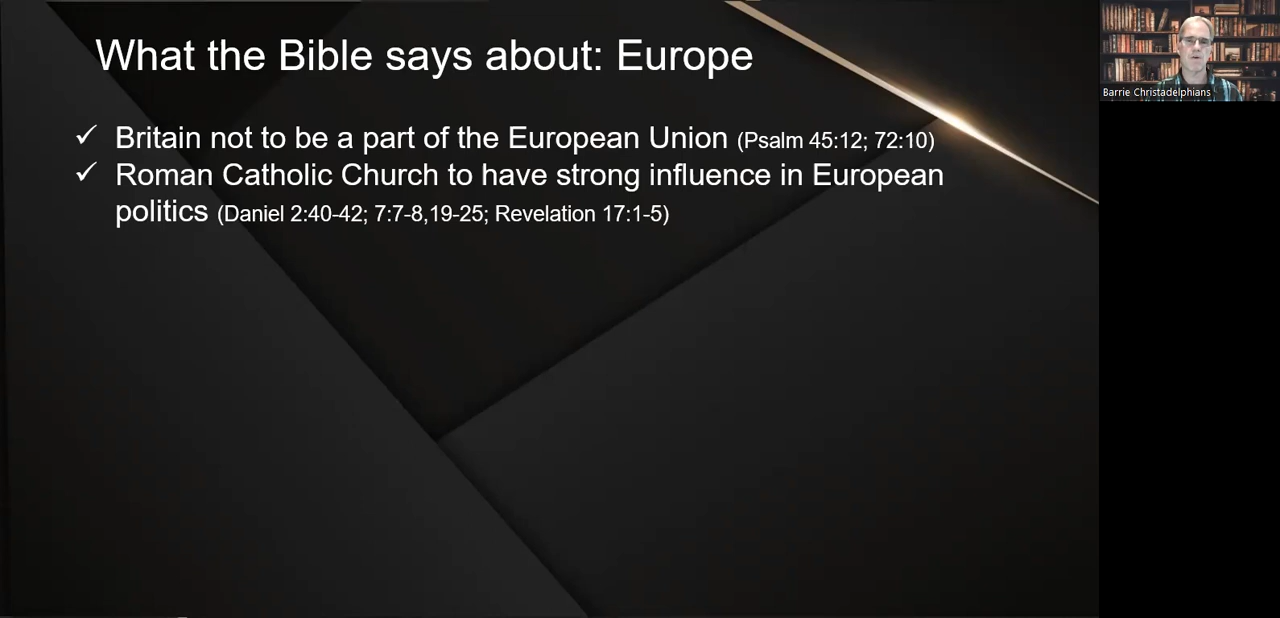 What the Bible says about: Europe
✓ Britain not to be a part of the European Union (Psalm 45:12; 72:10)
✓ Roman Catholic Church to have strong influence in European
politics (Daniel 2:40-42; 7:7-8,19-25; Revelation 17:1-5)
Barrie Christadelphians